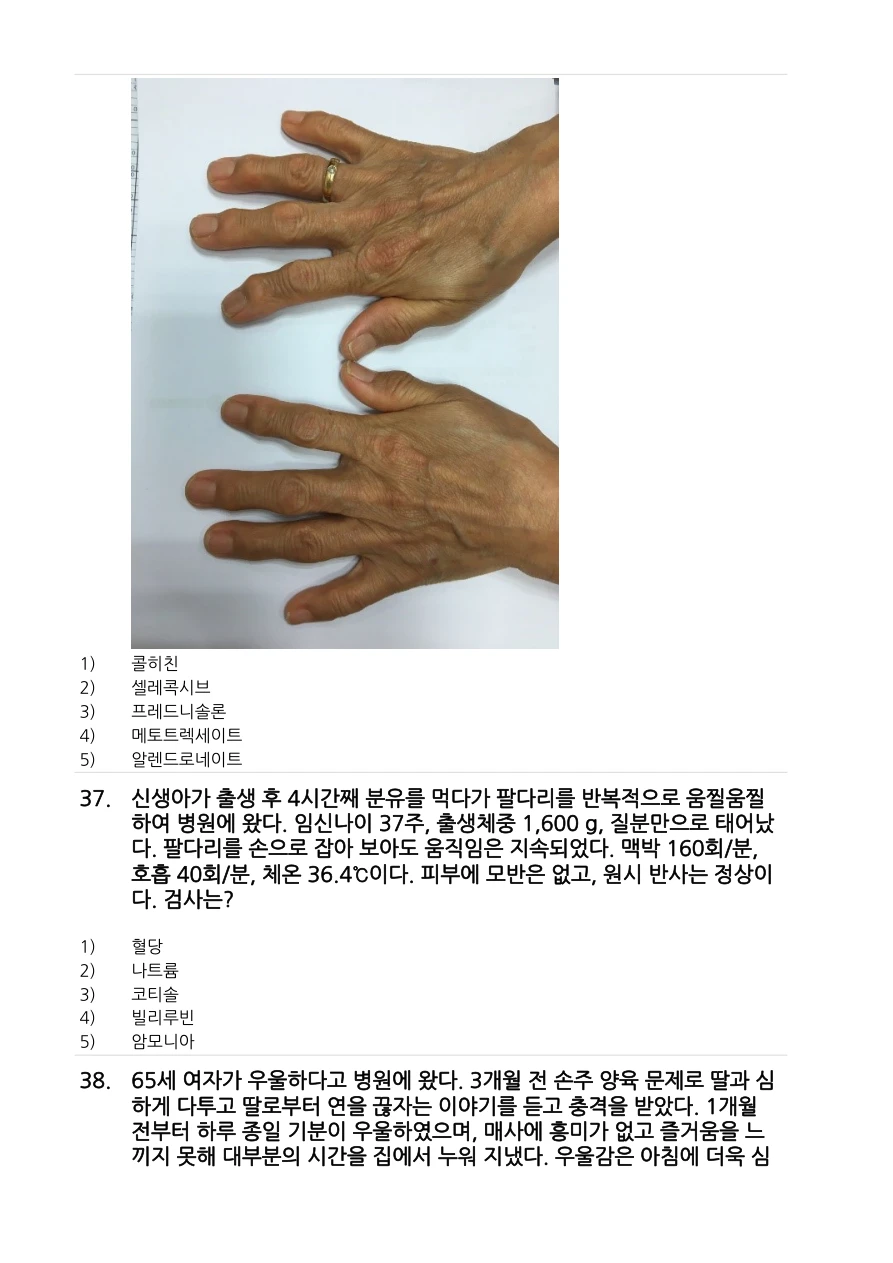 1) 콜히친
2) 셀레콕시브
3) 프레드니솔론
4) 메토트렉세이트
5) 알렌드로네이트
37. 신생아가 출생 후 4시간째 분유를 먹다가 팔다리를 반복적으로 움찔움찔
하여 병원에 왔다. 임신나이 37주, 출생체중 1,600 g, 질분만으로 태어났
다. 팔다리를 손으로 잡아 보아도 움직임은 지속되었다. 맥박 160회/분,
호흡 40회/분, 체온 36.4℃이다. 피부에 모반은 없고, 원시 반사는 정상이
다. 검사는?
1) 혈당
2) 나트륨
3) 코티솔
4) 빌리루빈
5) 암모니아
38. 65세 여자가 우울하다고 병원에 왔다. 3개월 전 손주 양육 문제로 딸과 심
하게 다투고 딸로부터 연을 끊자는 이야기를 듣고 충격을 받았다. 1개월
전부터 하루 종일 기분이 우울하였으며, 매사에 흥미가 없고 즐거움을 느
끼지 못해 대부분의 시간을 집에서 누워 지냈다. 우울감은 아침에 더욱 심